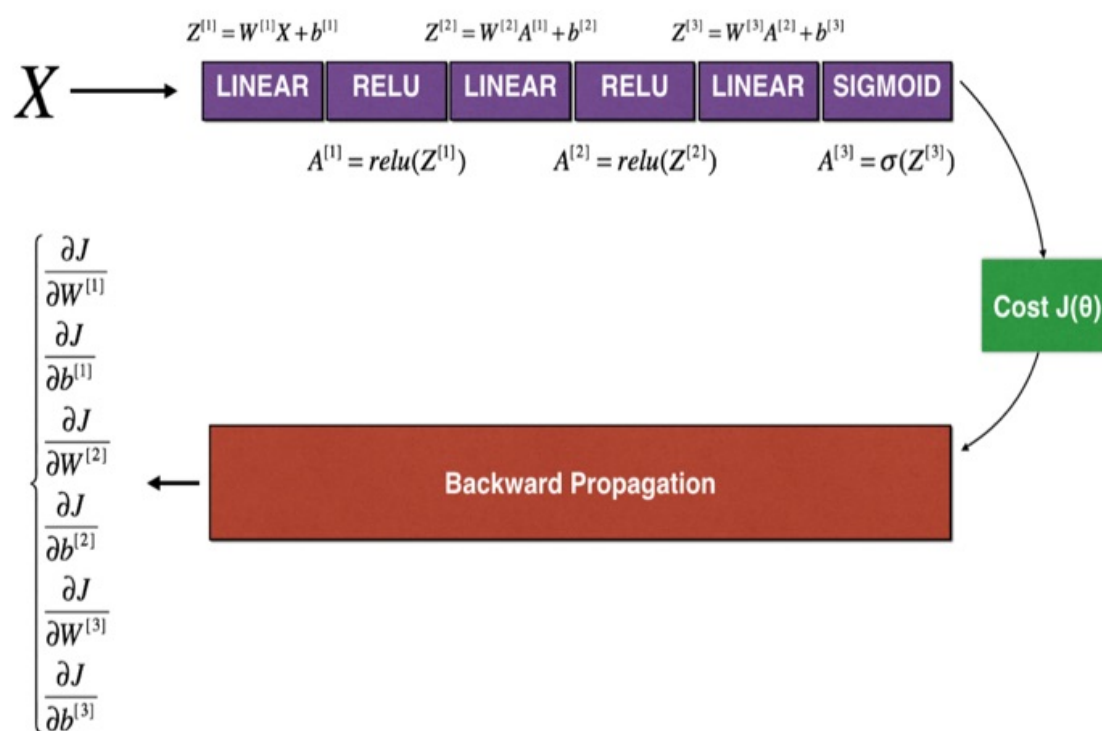 Z^{[1]} = W^{[1]}X + b^{[1]} Z^{[2]} = W^{[2]}A^{[1]} + b^{[2]} Z^{[3]} = W^{[3]}A^{[2]} + b^{[3]}
X LINEAR RELU LINEAR RELU LINEAR SIGMOID
A^{[1]} = relu(Z^{[1]}) A^{[2]} = relu(Z^{[2]}) A^{[3]} = σ(Z^{[3]})
Cost J(θ)
Backward Propagation
∂J
∂W^{[1]}
∂J
∂b^{[1]}
∂J
∂W^{[2]}
∂J
∂b^{[2]}
∂J
∂W^{[3]}
∂J
∂b^{[3]}